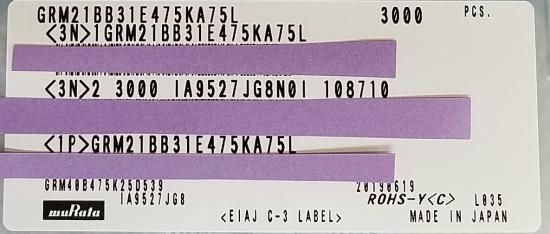 GRM21BB31E475KA75L 3000 PCS.
<3N>1GRM21BB31E475KA75L
<3N>2 3000 IA9527JG8N0I 108710
<1P>GRM21BB31E475KA75L
GRM40B475K25D539 20190619
IA9527JG8 ROHS-Y<C> L035
muRata <EIAJ C-3 LABEL> MADE IN JAPAN